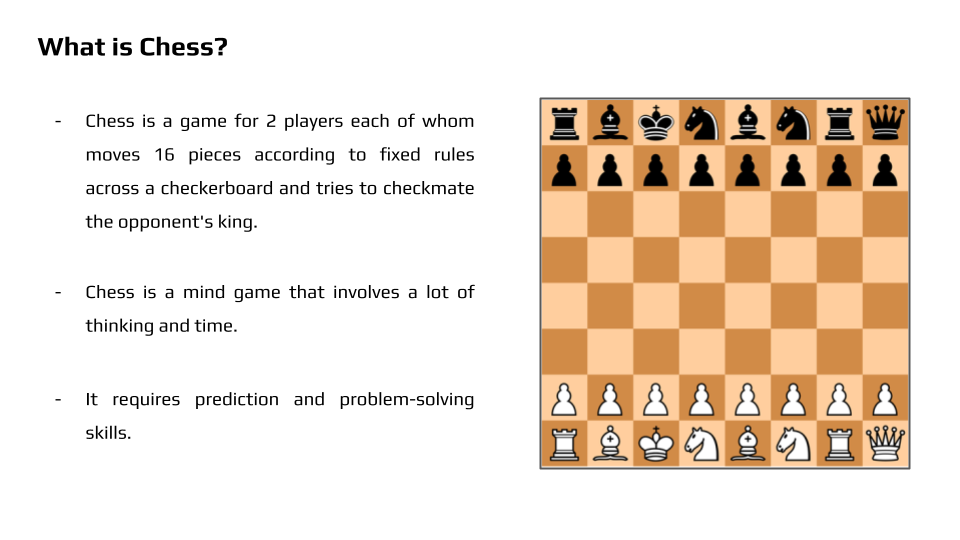 What is Chess?
- Chess is a game for 2 players each of whom
moves 16 pieces according to fixed rules
across a checkerboard and tries to checkmate
the opponent's king.
- Chess is a mind game that involves a lot of
thinking and time.
- It requires prediction and problem-solving
skills.